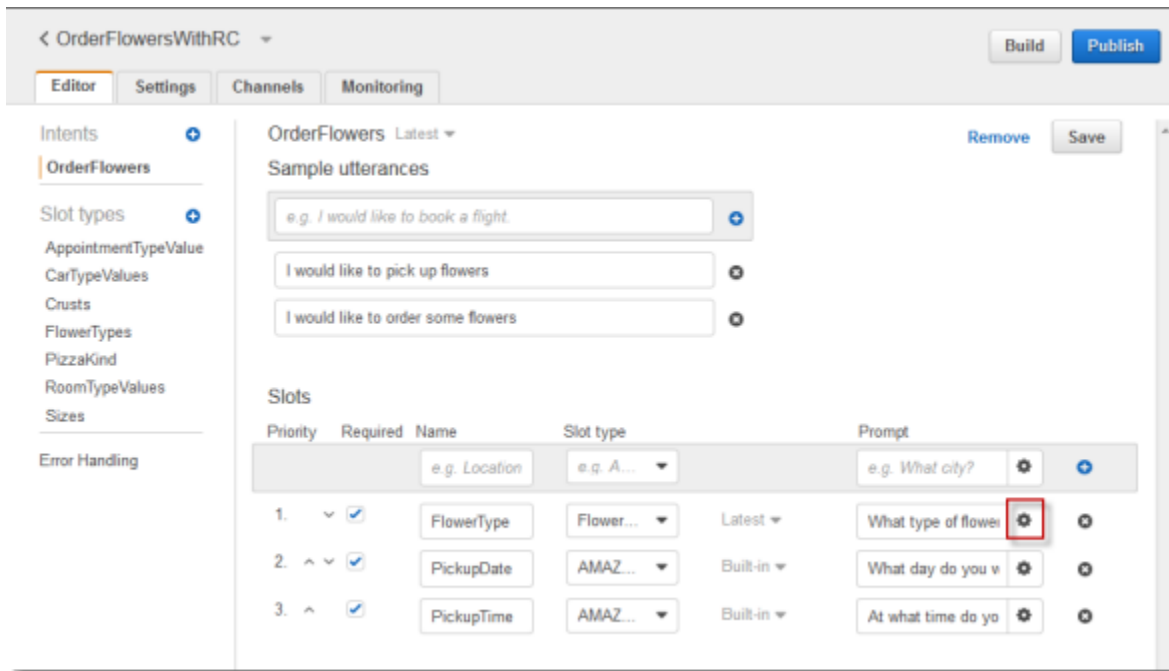 < OrderFlowersWithRC
Build
Publish
Editor Settings Channels Monitoring
Intents
OrderFlowers
Slot types
AppointmentTypeValue
CarTypeValues
Crusts
FlowerTypes
PizzaKind
RoomTypeValues
Sizes
Error Handling
OrderFlowers Latest
Remove
Save
Sample utterances
e.g. I would like to book a flight.
I would like to pick up flowers
I would like to order some flowers
Slots
Priority Required Name Slot type Prompt
e.g. Location e.g. A... e.g. What city?
1. FlowerType Flower... Latest What type of flower
2. PickupDate AMAZ... Built-in What day do you w
3. PickupTime AMAZ... Built-in At what time do yo